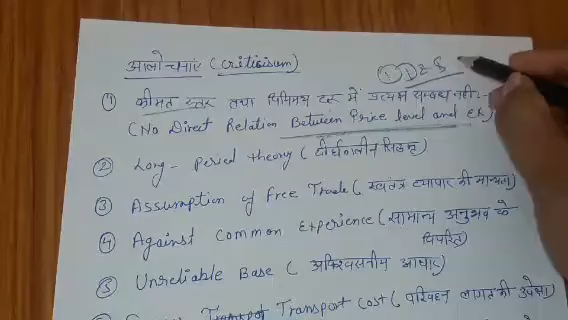 आलोचनाएं (Criticism)
① D=S
① कीमत स्तर तथा विनिमय दर में प्रत्यक्ष सम्बन्ध नहीं:-
(No Direct Relation Between Price level and ER)
② Long-Period theory (दीर्घकालीन सिद्धान्त)
③ Assumption of Free Trade (स्वतंत्र व्यापार की मान्यता)
④ Against Common Experience (सामान्य अनुभव के
विपरित)
⑤ Unreliable Base (अविश्वसनीय आधार)
Transport Cost (परिवहन लागत की उपेक्षा)